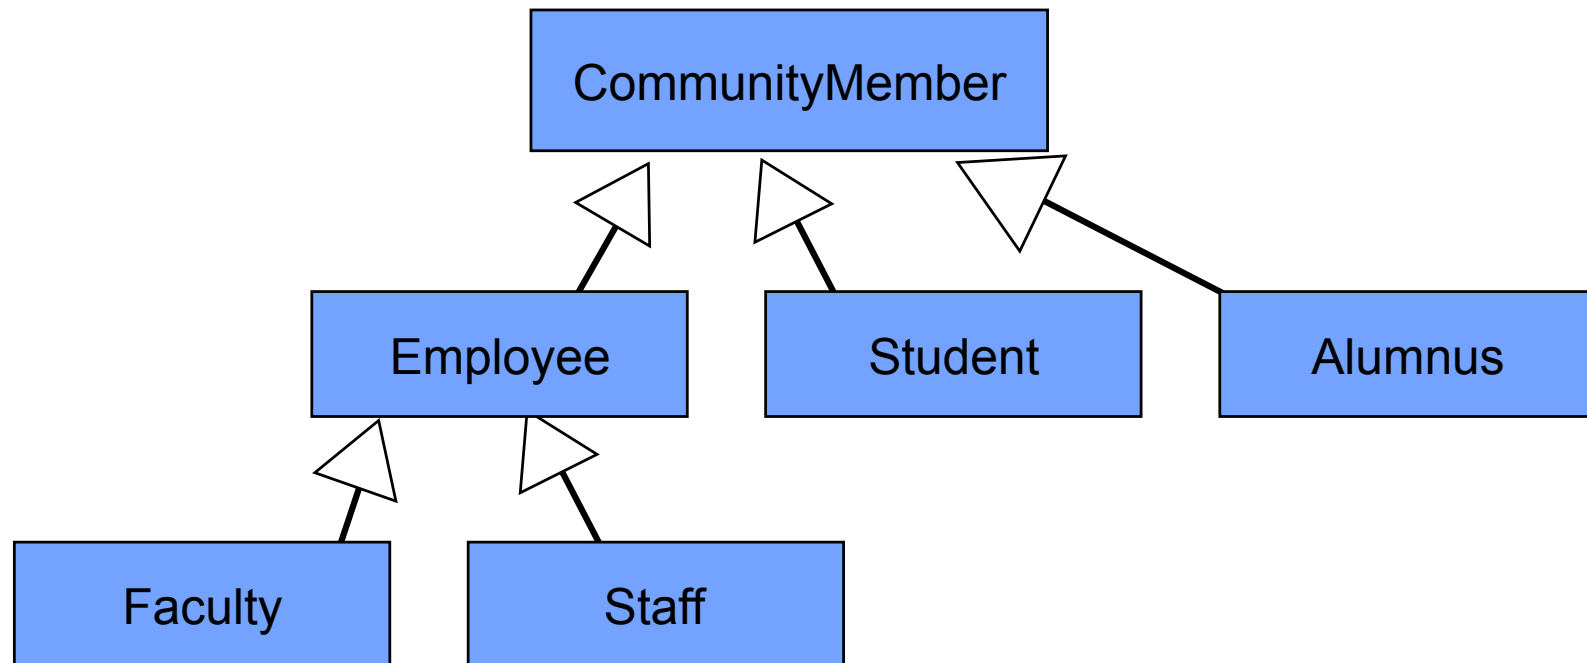 CommunityMember
Employee
Student
Alumnus
Faculty
Staff